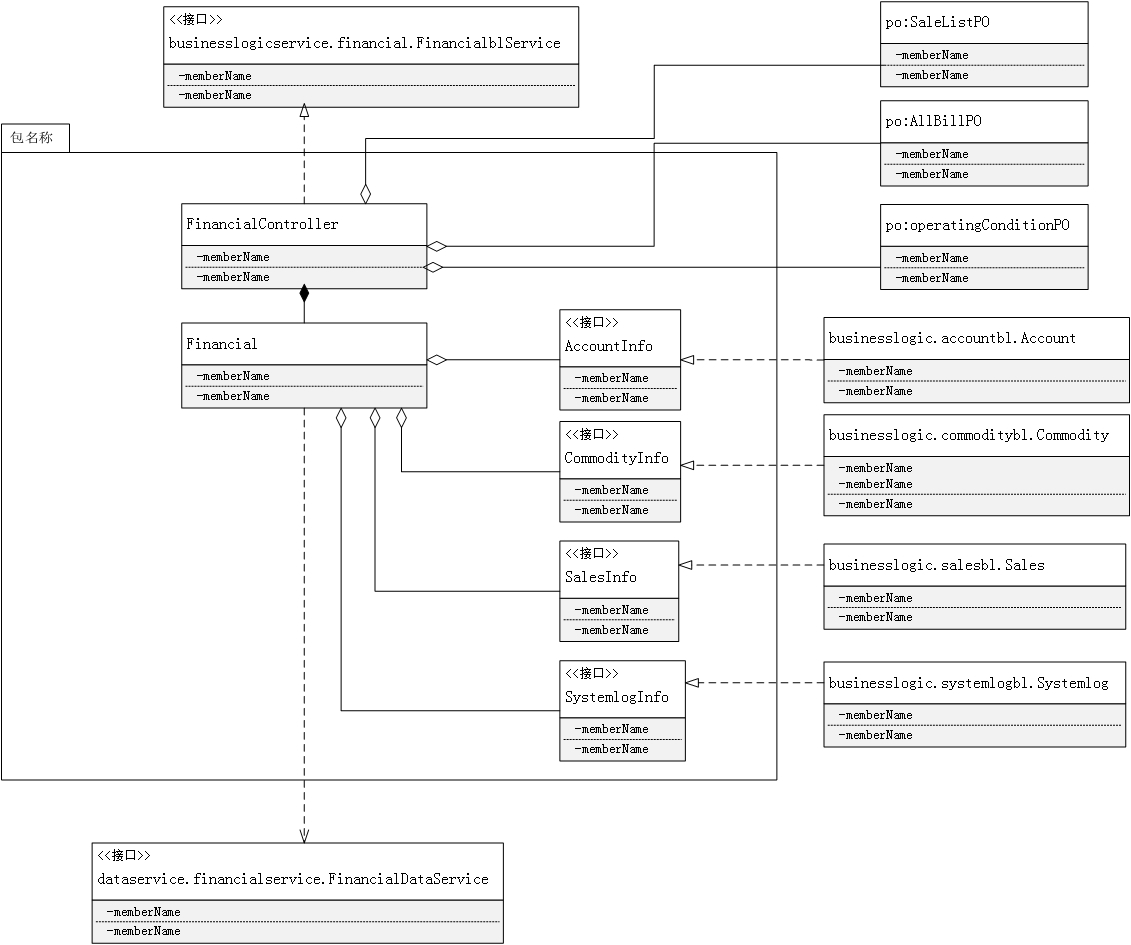 <<接口>>
businesslogicservice.financial.FinancialblService
-memberName
-memberName
po:SaleListPO
-memberName
-memberName
po:AllBillPO
-memberName
-memberName
包名称
FinancialController
-memberName
-memberName
po:operatingConditionPO
-memberName
-memberName
Financial
-memberName
-memberName
<<接口>>
AccountInfo
-memberName
-memberName
businesslogic.accountbl.Account
-memberName
-memberName
<<接口>>
CommodityInfo
-memberName
-memberName
businesslogic.commoditybl.Commodity
-memberName
-memberName
-memberName
<<接口>>
SalesInfo
-memberName
-memberName
businesslogic.salesbl.Sales
-memberName
-memberName
<<接口>>
SystemlogInfo
-memberName
-memberName
businesslogic.systemlogbl.Systemlog
-memberName
-memberName
<<接口>>
dataservice.financialservice.FinancialDataService
-memberName
-memberName